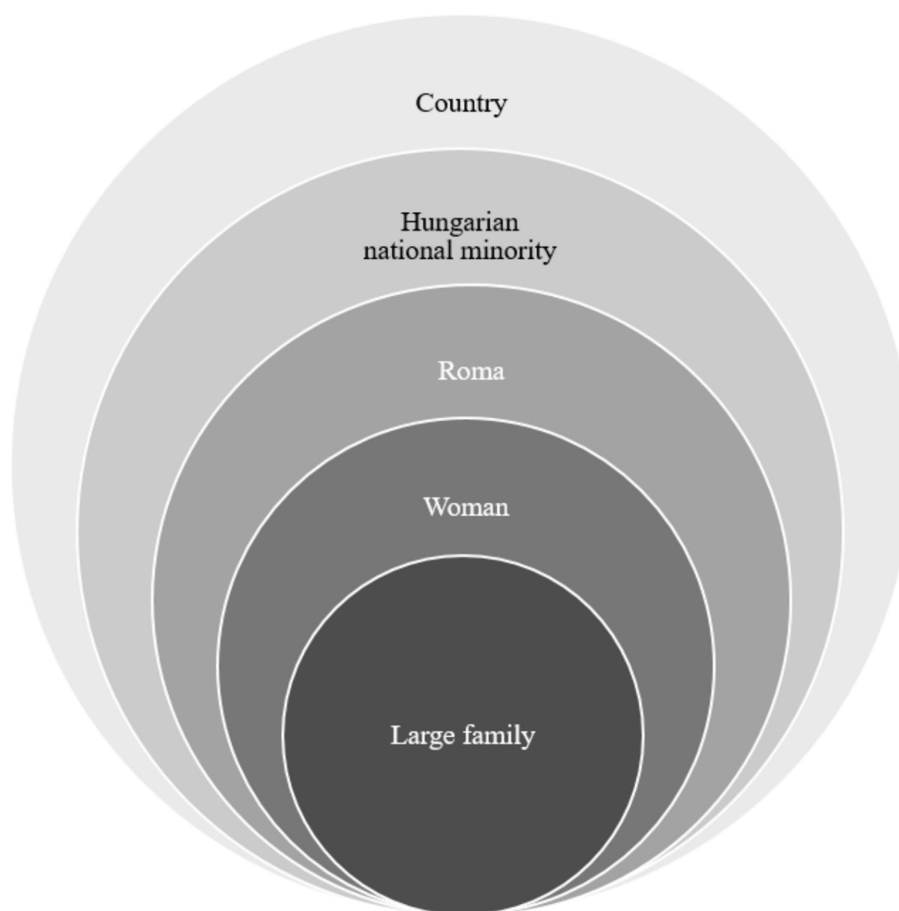 Country
Hungarian
national minority
Roma
Woman
Large family